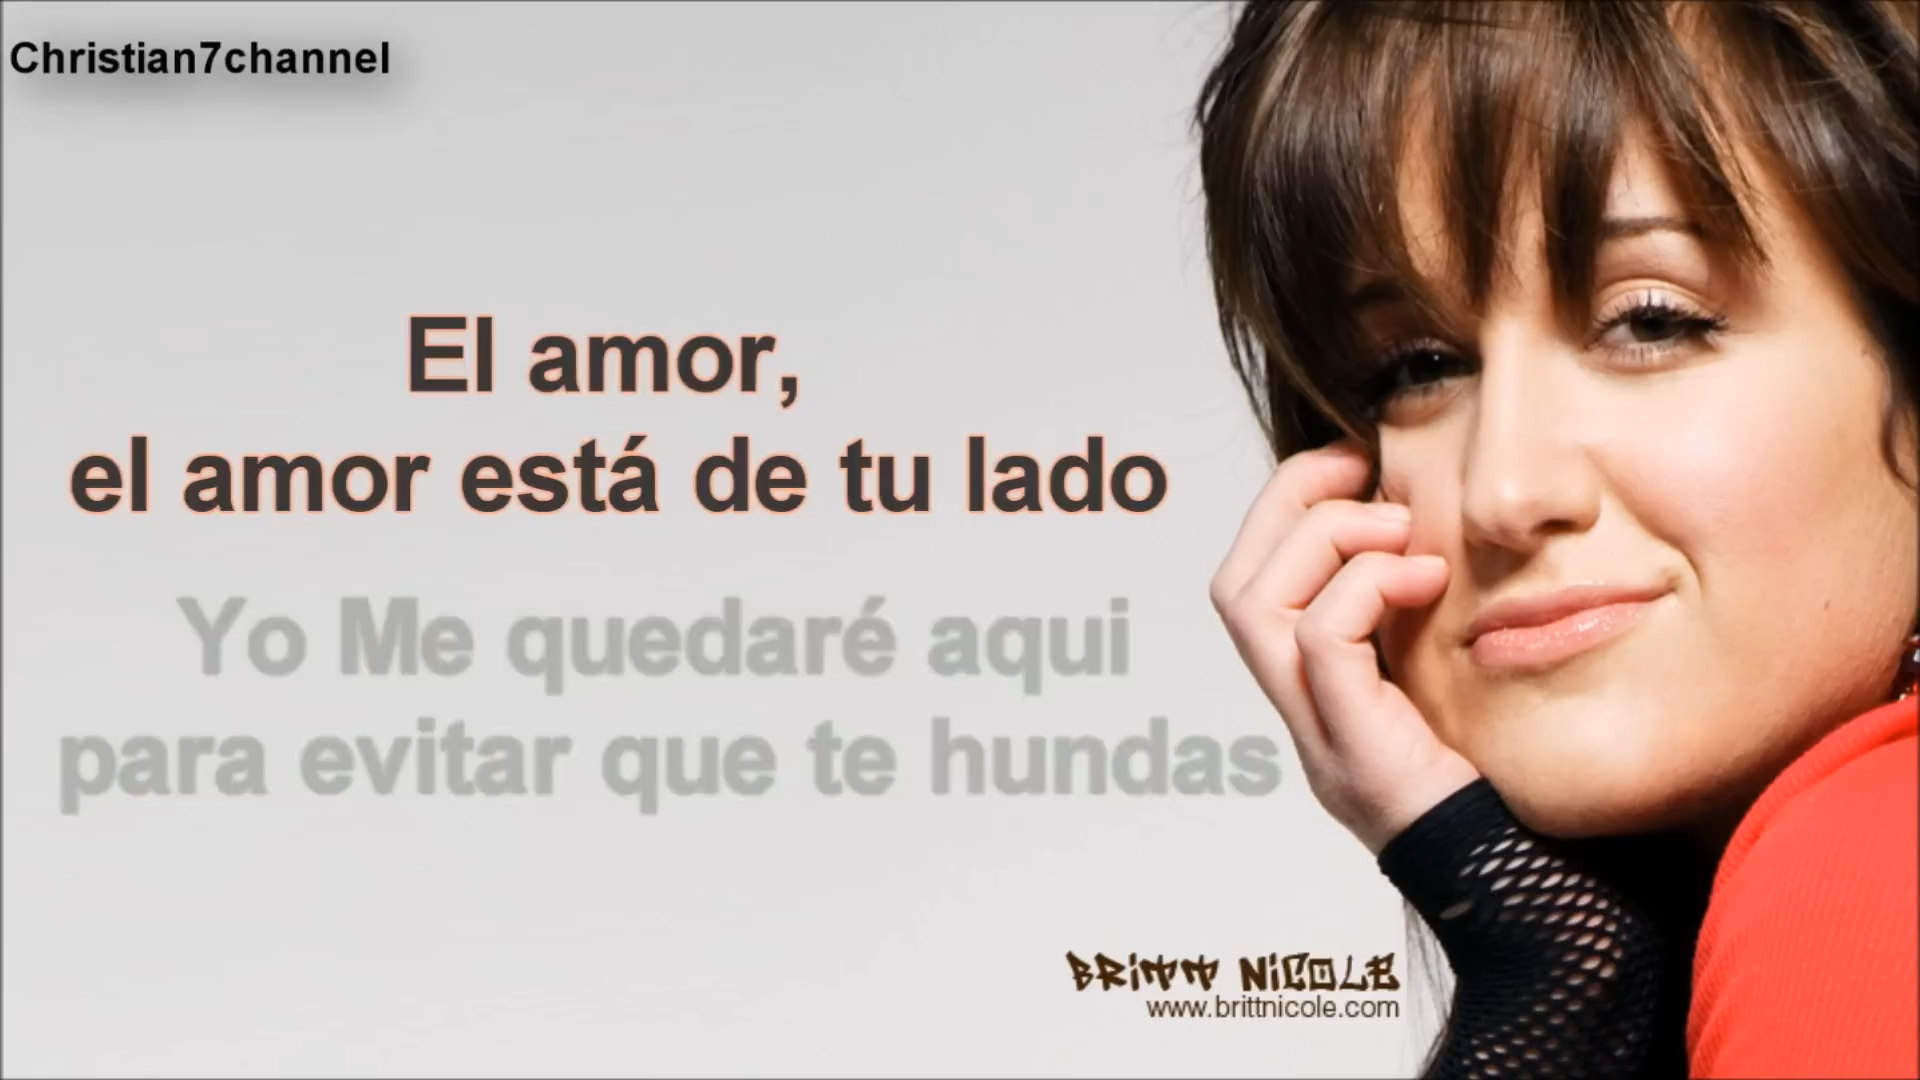 Christian7channel
El amor,
el amor está de tu lado
Yo Me quedaré aqui
para evitar que te hundas
BRiTT NiCOLE
www.brittnicole.com